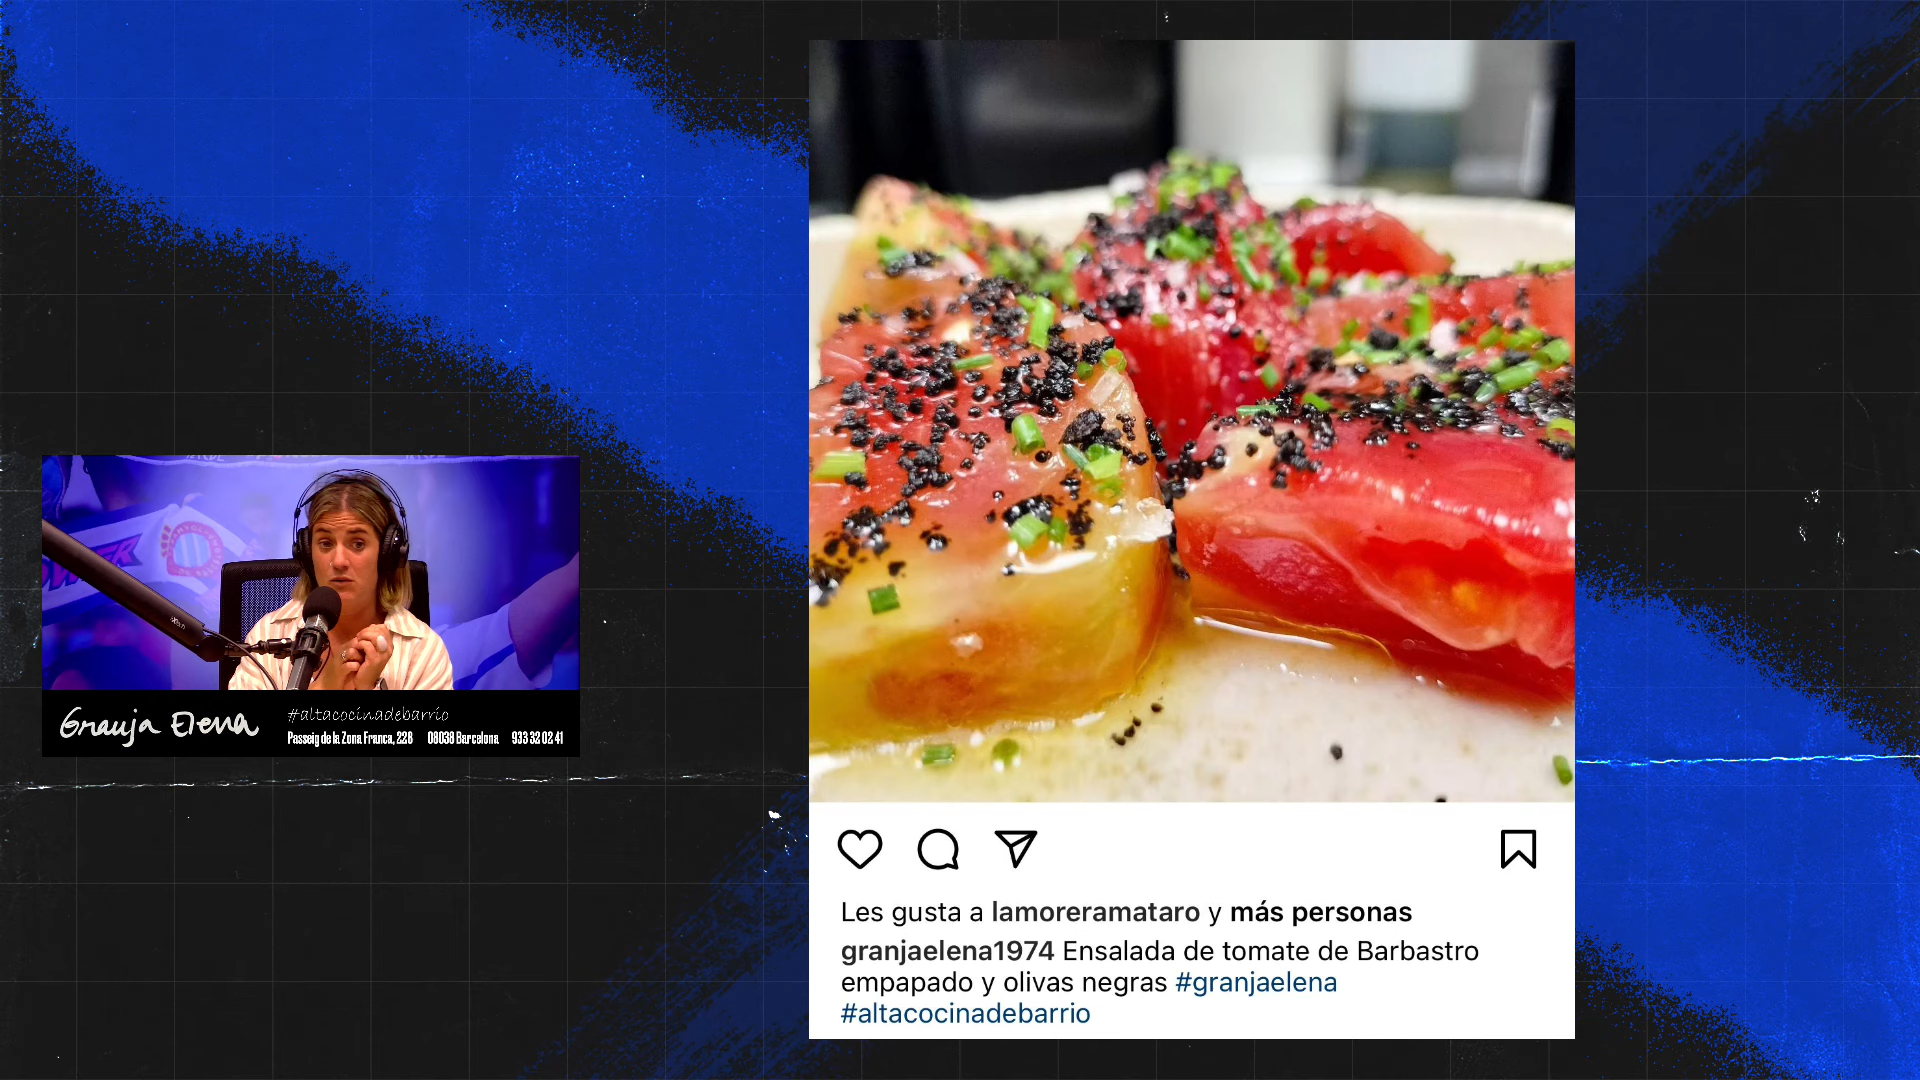 Granja Elena
#altacocinadebarrio
Passeig de la Zona Franca, 228 08038 Barcelona 933 32 02 41
Les gusta a lamoreramataro y más personas
granjaelena1974 Ensalada de tomate de Barbastro
empapado y olivas negras #granjaelena
#altacocinadebarrio